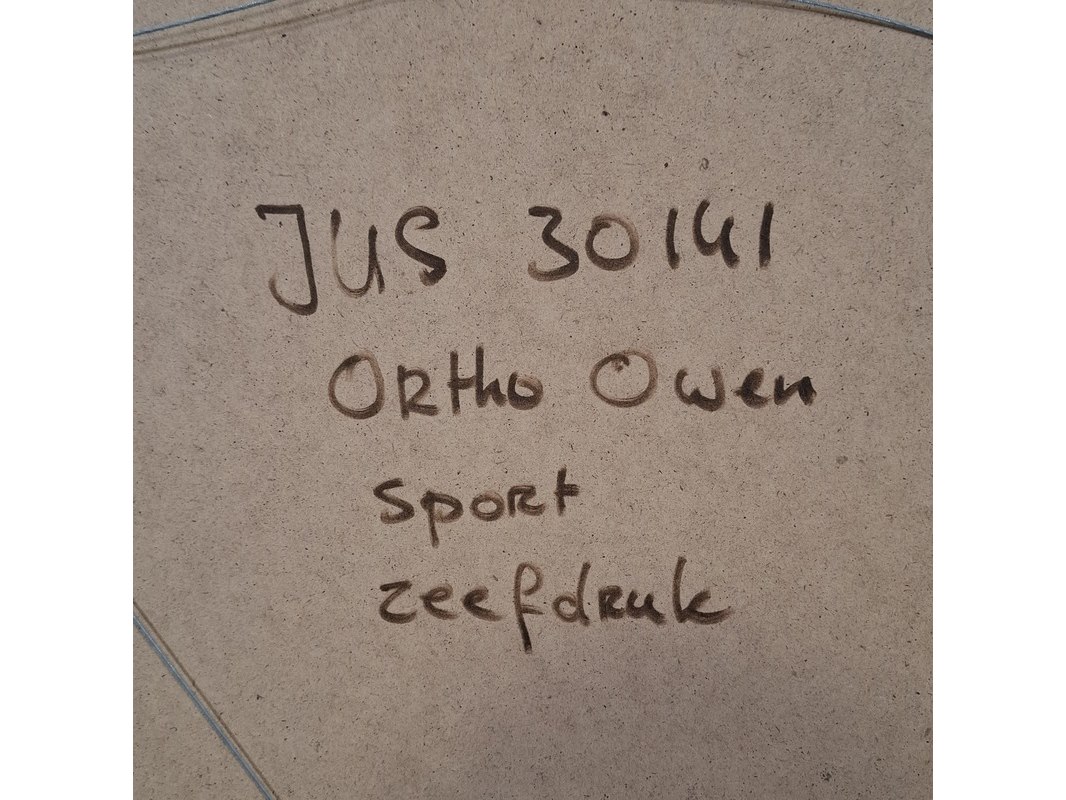 JUS 30141
Ortho Owen
sport
zeefdruk